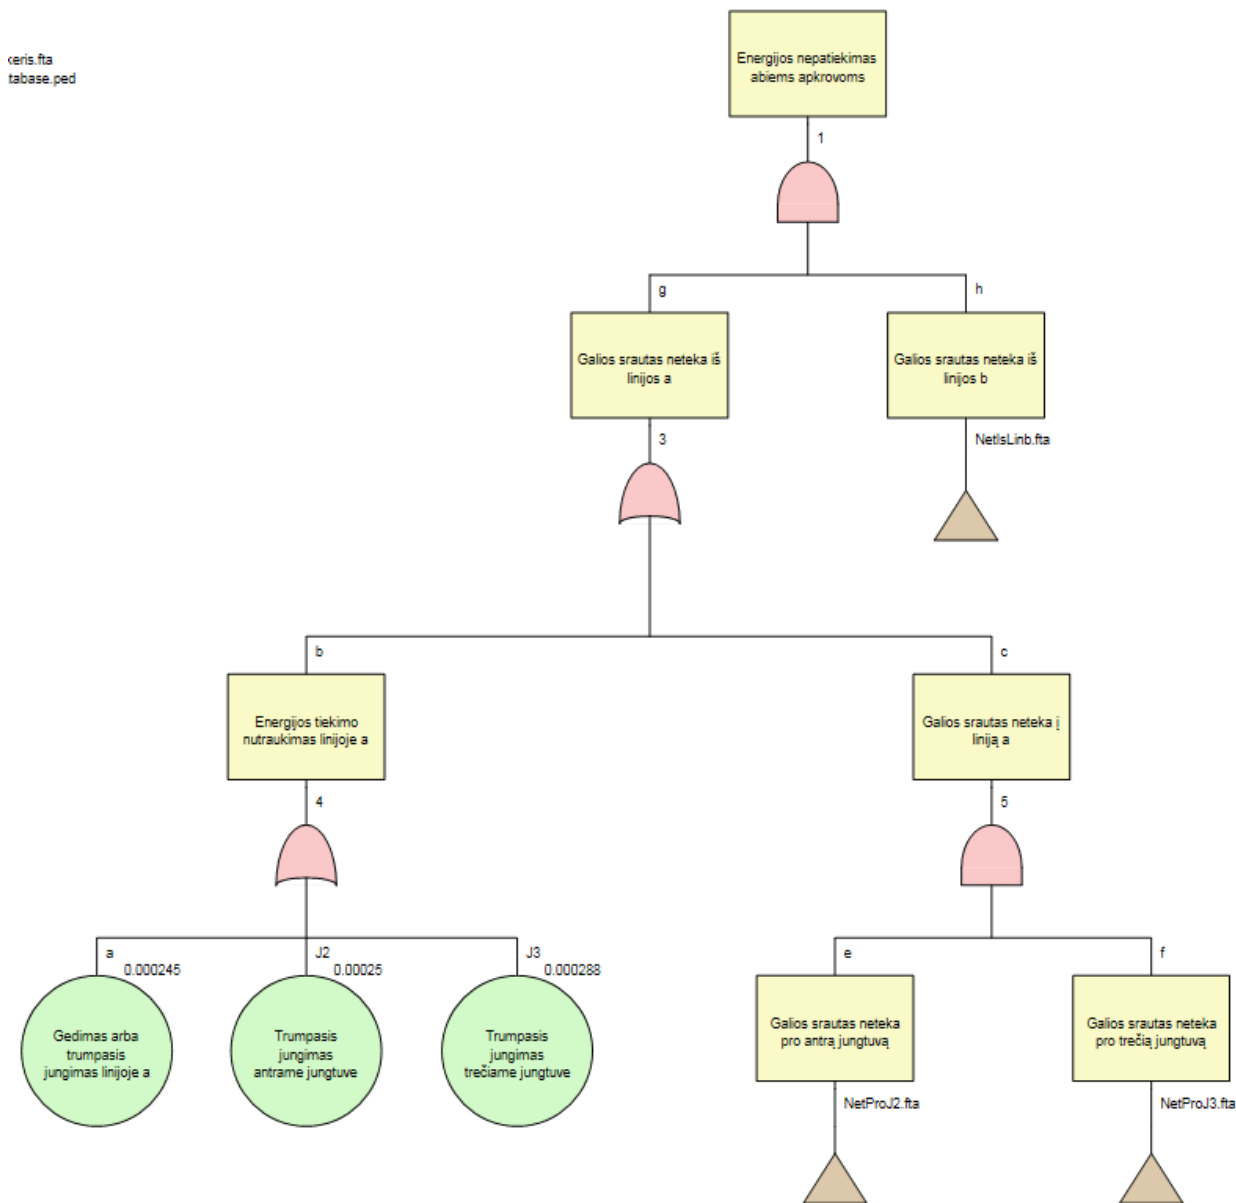 keris.fta
tabase.ped
Energijos nepatiekimas
abiems apkrovoms
1
g
h
Galios srautas neteka iš
linijos a
Galios srautas neteka iš
linijos b
3
NetIsLinb.fta
b
c
Energijos tiekimo
nutraukimas linijoje a
Galios srautas neteka į
liniją a
4
5
a
0.000245
J2
0.00025
J3
0.000288
e
f
Gedimas arba
trumpasis
jungimas linijoje a
Trumpasis
jungimas
antrame jungtuve
Trumpasis
jungimas
trečiame jungtuve
Galios srautas neteka
pro antrą jungtuvą
Galios srautas neteka
pro trečią jungtuvą
NetProJ2.fta
NetProJ3.fta